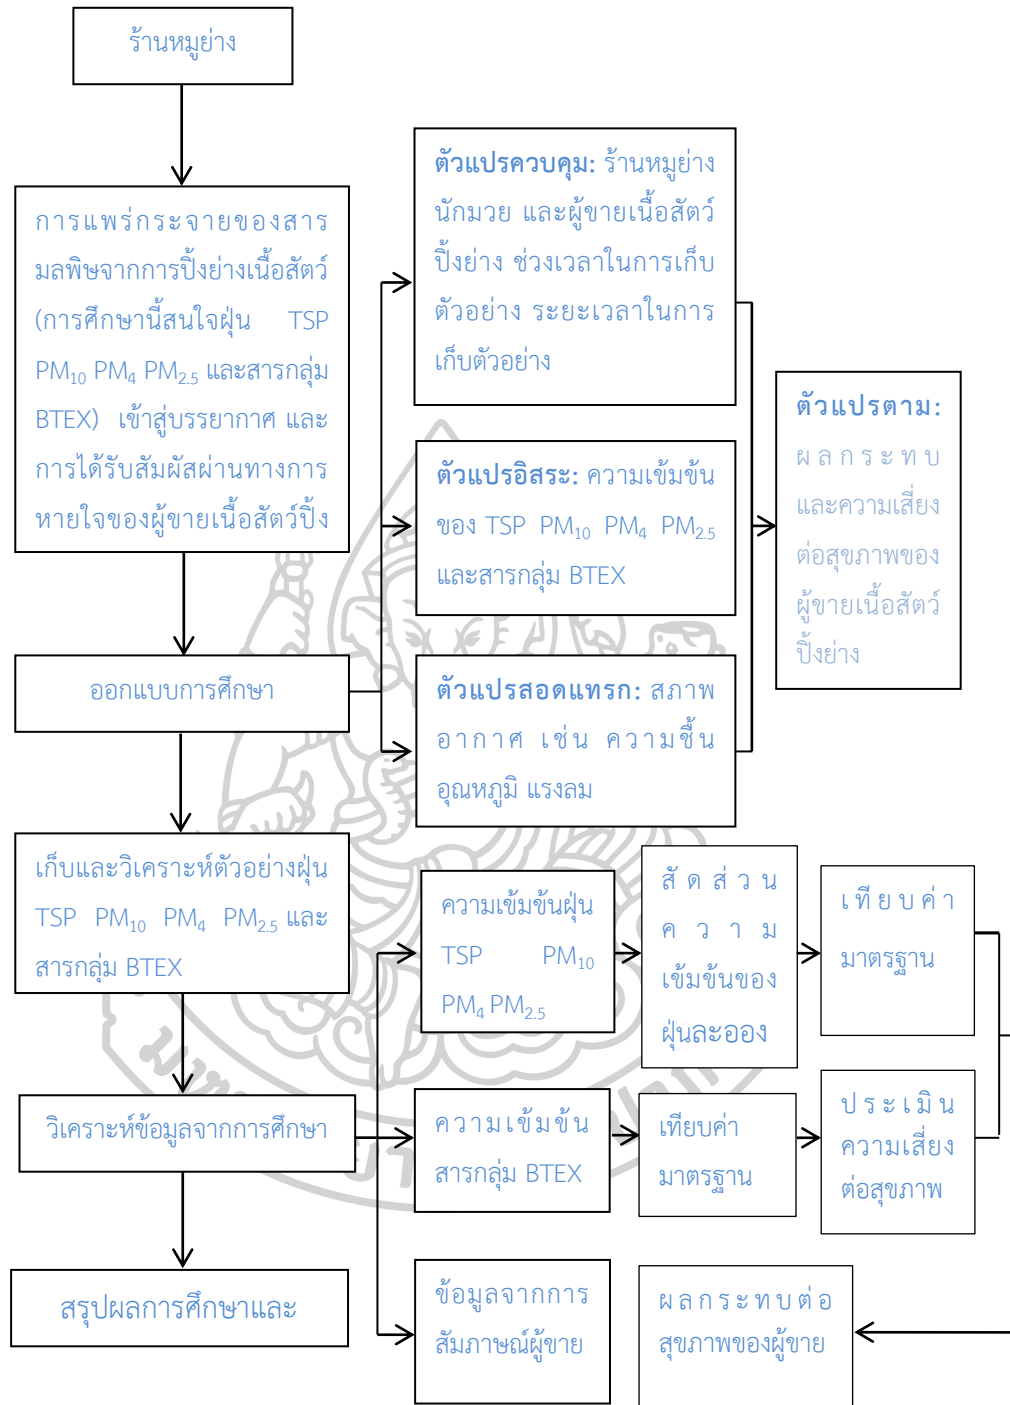 ร้านหมูย่าง
การแพร่กระจายของสาร
มลพิษจากการปิ้งย่างเนื้อสัตว์
(การศึกษานี้สนใจฝุ่น TSP
PM10 PM4 PM2.5 และสารกลุ่ม
BTEX) เข้าสู่บรรยากาศ และ
การได้รับสัมผัสผ่านทางการ
หายใจของผู้ขายเนื้อสัตว์ปิ้ง
ออกแบบการศึกษา
ตัวแปรควบคุม: ร้านหมูย่าง
นักมวย และผู้ขายเนื้อสัตว์
ปิ้งย่าง ช่วงเวลาในการเก็บ
ตัวอย่าง ระยะเวลาในการ
เก็บตัวอย่าง
ตัวแปรอิสระ: ความเข้มข้น
ของ TSP PM10 PM4 PM2.5
และสารกลุ่ม BTEX
ตัวแปรสอดแทรก: สภาพ
อากาศ เช่น ความชื้น
อุณหภูมิ แรงลม
ตัวแปรตาม:
ผลกระทบ
และความเสี่ยง
ต่อสุขภาพของ
ผู้ขายเนื้อสัตว์
ปิ้งย่าง
เก็บและวิเคราะห์ตัวอย่างฝุ่น
TSP PM10 PM4 PM2.5 และ
สารกลุ่ม BTEX
วิเคราะห์ข้อมูลจากการศึกษา
ความเข้มข้นฝุ่น
TSP PM10
PM4 PM2.5
สัดส่วน
ความ
เข้มข้นของ
ฝุ่นละออง
เทียบค่า
มาตรฐาน
ความเข้มข้น
สารกลุ่ม BTEX
เทียบค่า
มาตรฐาน
ประเมิน
ความเสี่ยง
ต่อสุขภาพ
ข้อมูลจากการ
สัมภาษณ์ผู้ขาย
ผลกระทบต่อ
สุขภาพของผู้ขาย
สรุปผลการศึกษาและ